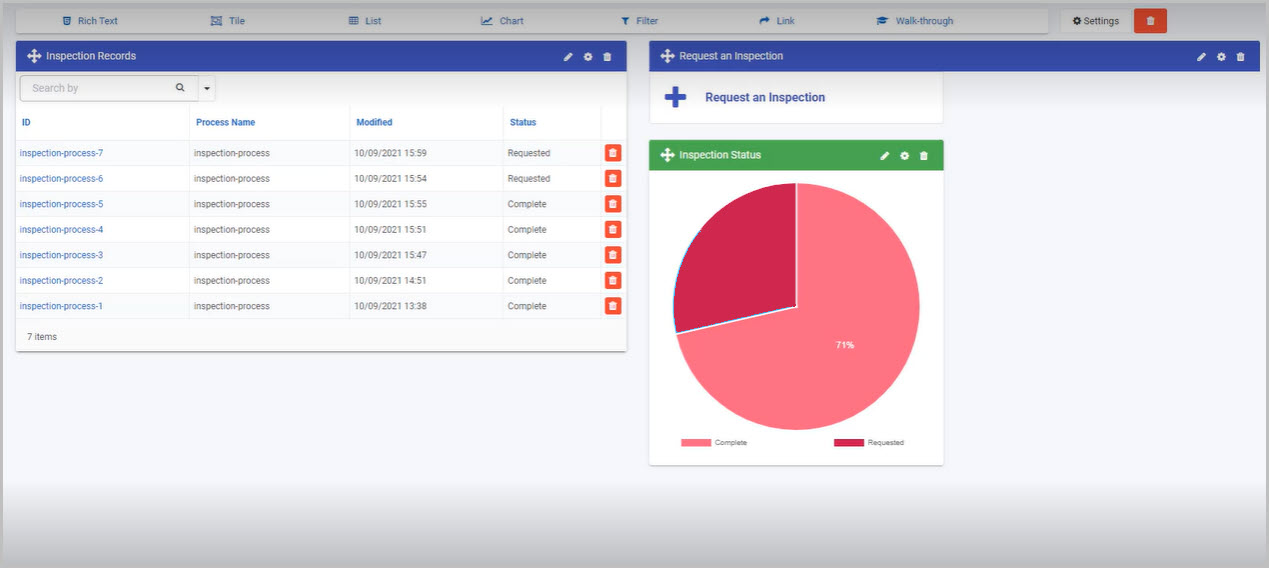 Rich Text Tile List Chart Filter Link Walk-through Settings
Inspection Records
Search by
ID Process Name Modified Status
inspection-process-7 inspection-process 10/09/2021 15:59 Requested
inspection-process-6 inspection-process 10/09/2021 15:54 Requested
inspection-process-5 inspection-process 10/09/2021 15:55 Complete
inspection-process-4 inspection-process 10/09/2021 15:51 Complete
inspection-process-3 inspection-process 10/09/2021 15:47 Complete
inspection-process-2 inspection-process 10/09/2021 14:51 Complete
inspection-process-1 inspection-process 10/09/2021 13:38 Complete
7 items
Request an Inspection
Request an Inspection
Inspection Status
71%
Complete Requested